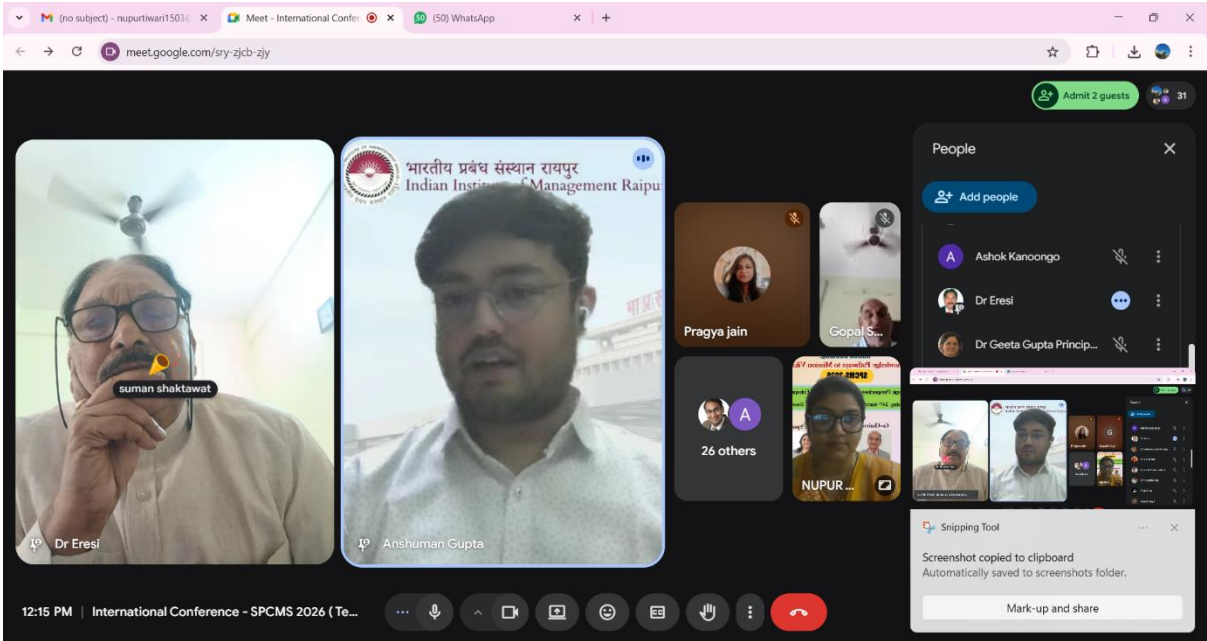 (no subject) - nupurtiwari1503@
Meet - International Confer
(50) WhatsApp
meet.google.com/sry-zjcb-zjy
Admit 2 guests
31
भारतीय प्रबंध संस्थान रायपुर
Indian Institute of Management Raipu
suman shaktawat
Dr Eresi
Anshuman Gupta
Pragya jain
Gopal S...
A
26 others
SPCMS 2026
NUPUR ...
People
Add people
A
Ashok Kanoongo
Dr Eresi
Dr Geeta Gupta Princip...
Snipping Tool
Screenshot copied to clipboard
Automatically saved to screenshots folder.
Mark-up and share
12:15 PM | International Conference - SPCMS 2026 ( Te...